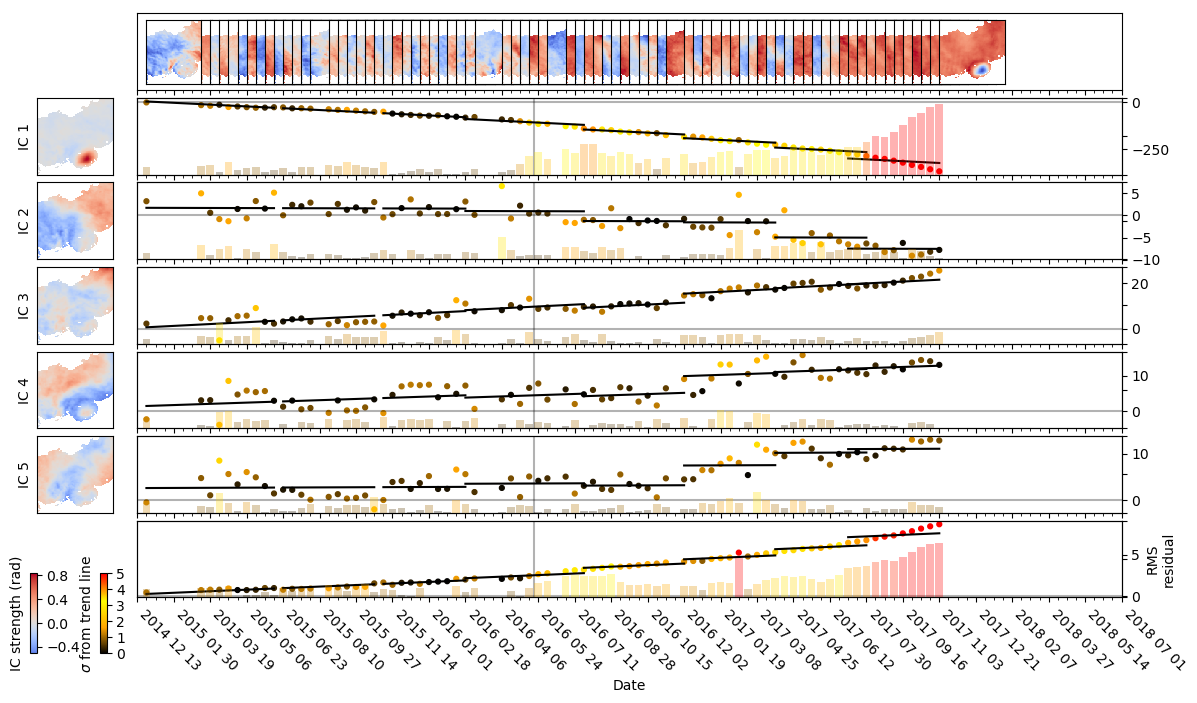 IC 1
0
−250
IC 2
5
0
−5
−10
IC 3
20
0
IC 4
10
0
IC 5
10
0
5
0
RMS
residual
IC strength (rad)
0.8
0.4
0.0
−0.4
σ from trend line
5
4
3
2
1
0
2014 12 13
2015 01 30
2015 03 19
2015 05 06
2015 06 23
2015 08 10
2015 09 27
2015 11 14
2016 01 01
2016 02 18
2016 04 06
2016 05 24
2016 07 11
2016 08 28
2016 10 15
2016 12 02
2017 01 19
2017 03 08
2017 04 25
2017 06 12
2017 07 30
2017 09 16
2017 11 03
2017 12 21
2018 02 07
2018 03 27
2018 05 14
2018 07 01
Date